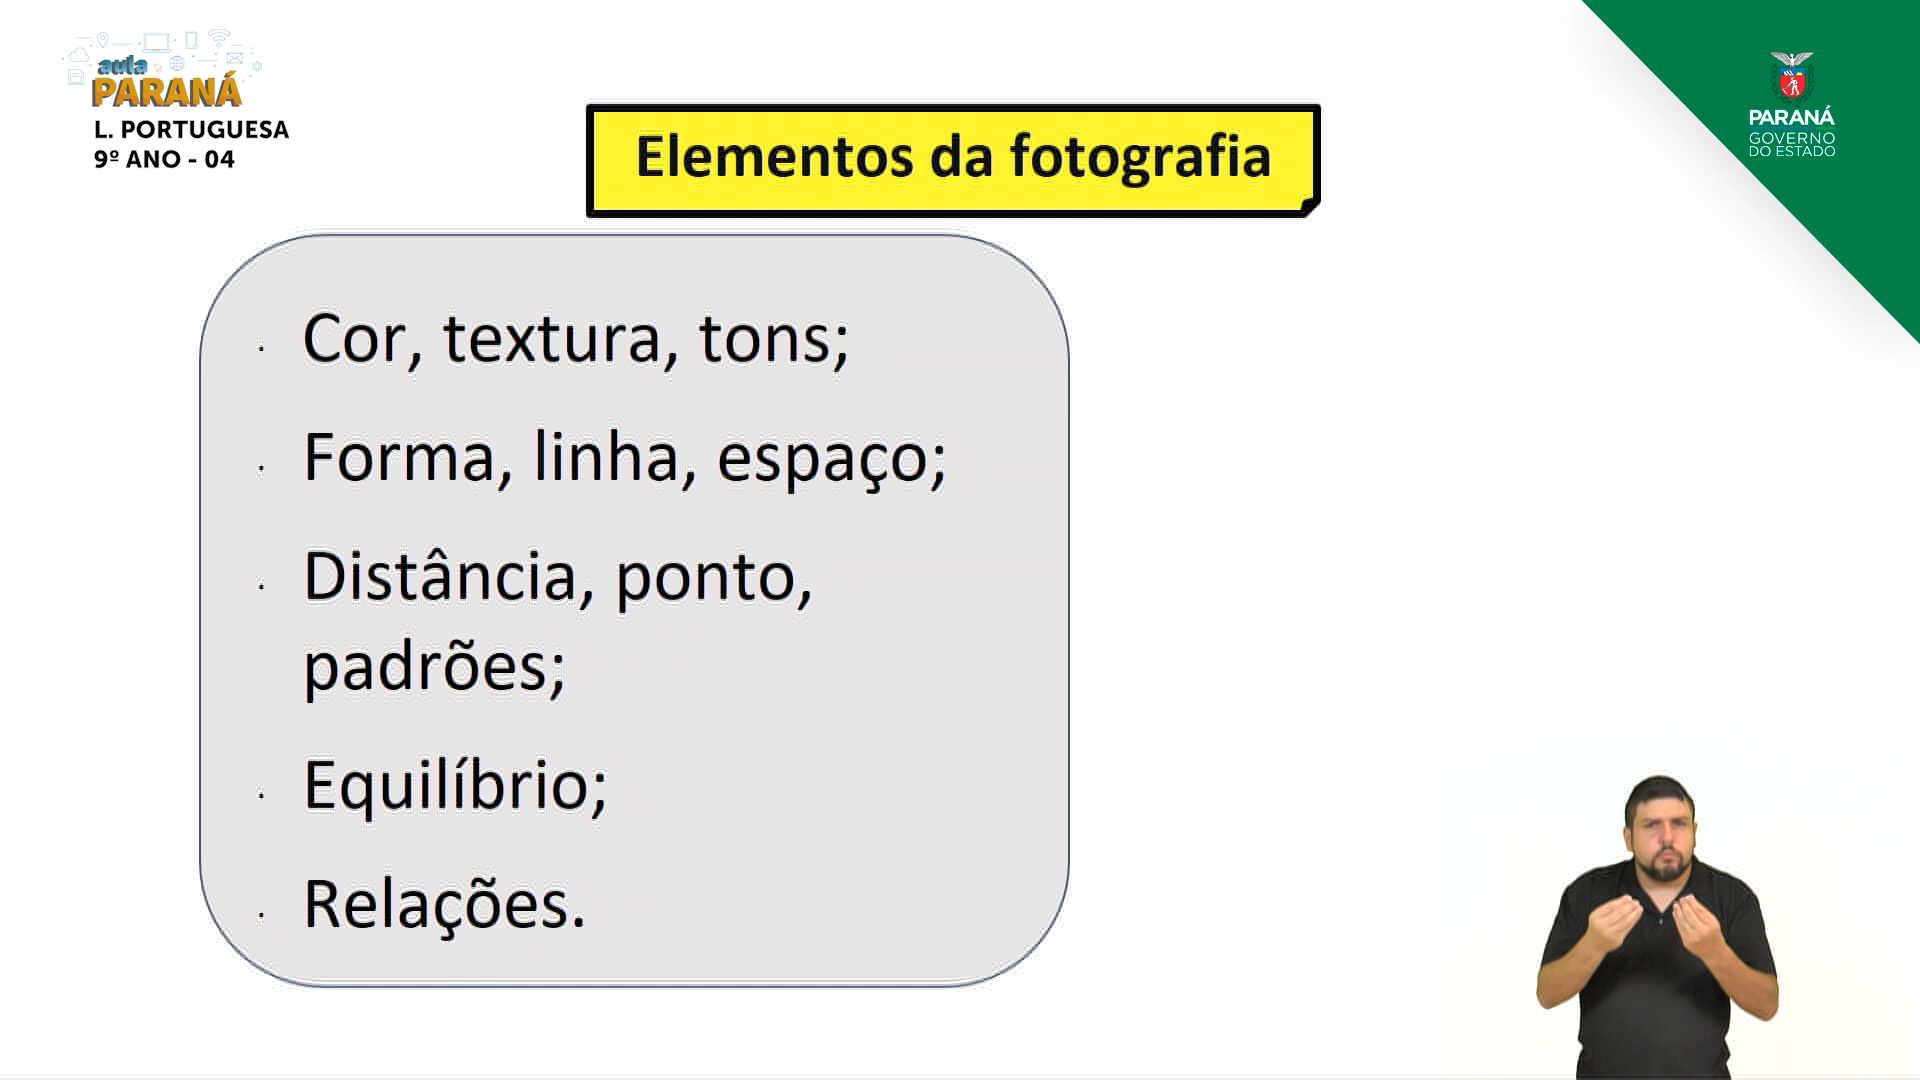 aula
PARANÁ
L. PORTUGUESA
9º ANO - 04
Elementos da fotografia
PARANÁ
GOVERNO
DO ESTADO
· Cor, textura, tons;
· Forma, linha, espaço;
· Distância, ponto,
padrões;
· Equilíbrio;
· Relações.